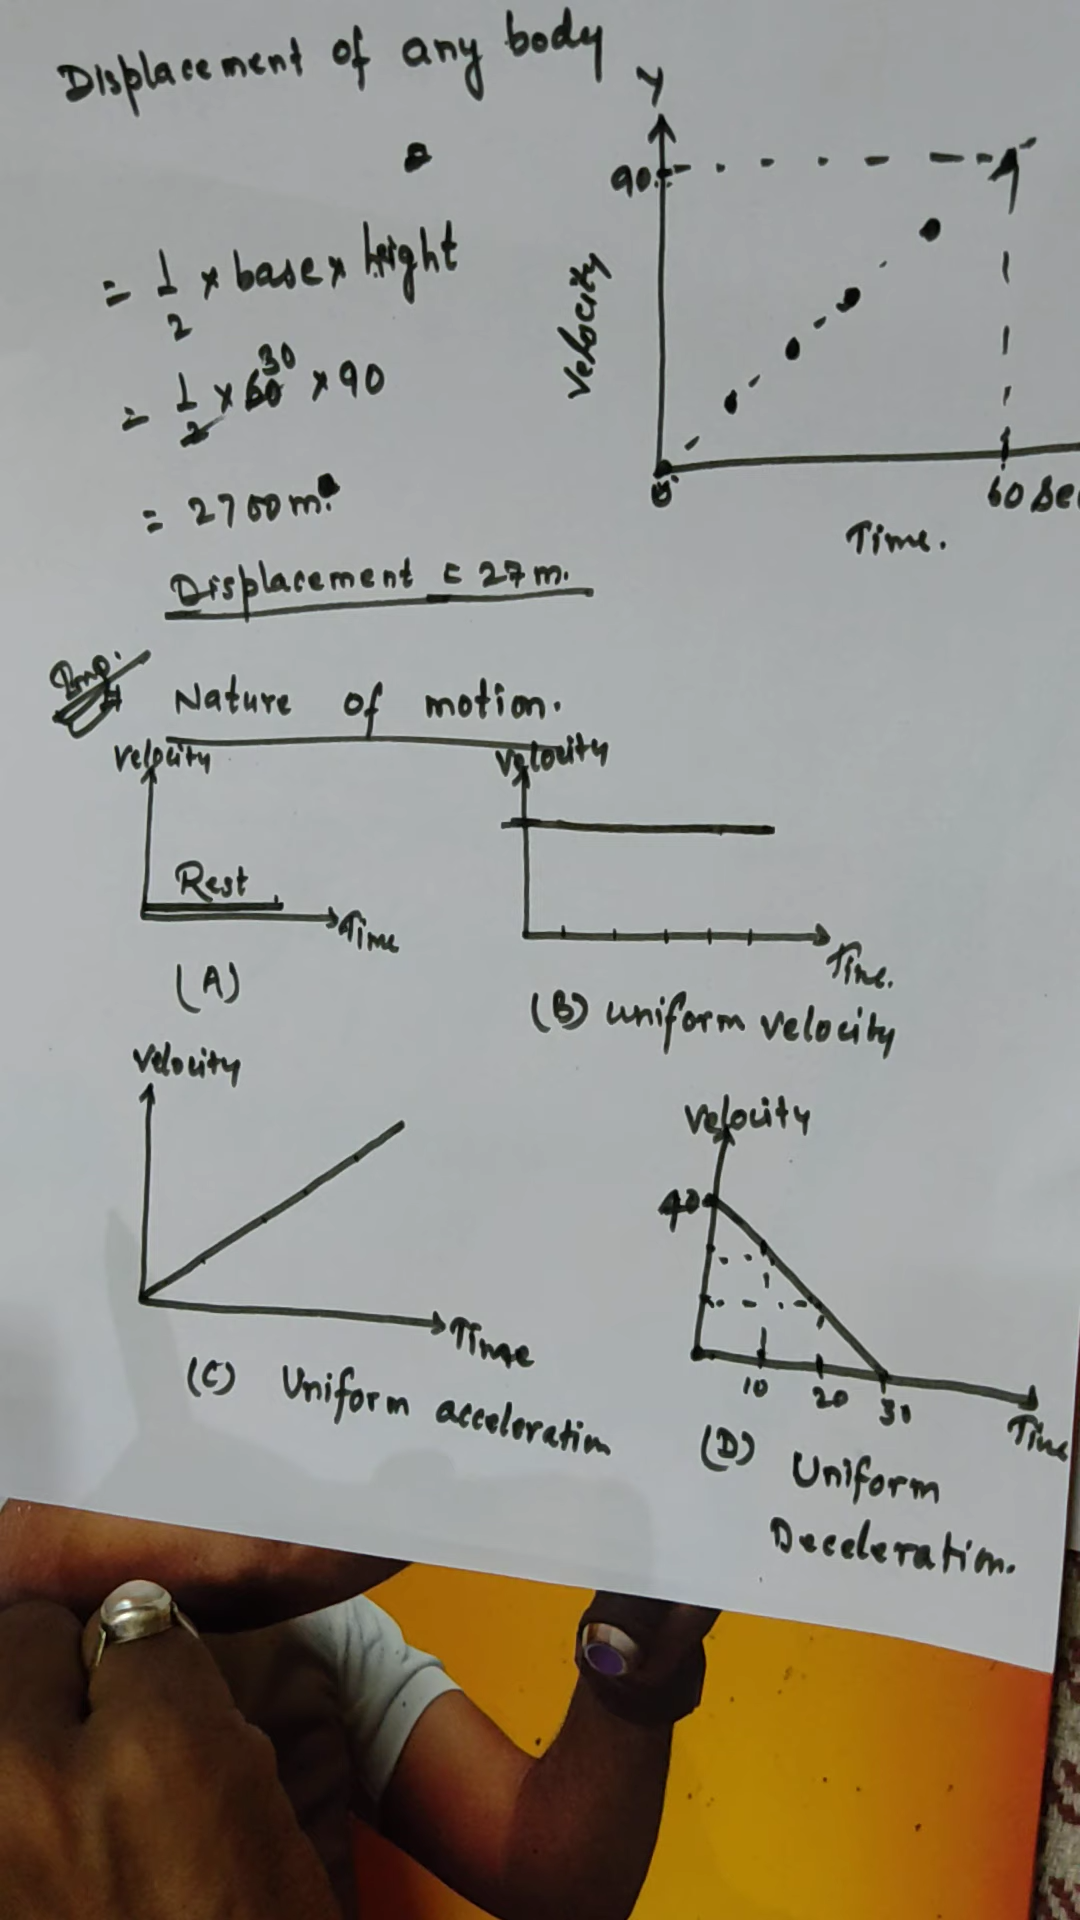 Displacement of any body
= 1/2 × base × height
= 1/2 × 60 30 × 90
= 2700 m.
Displacement = 27 m.
Y
90
Velocity
0
60 Sec
Time.
Imp.
Nature of motion.
Velocity
Rest
Time
(A)
Velocity
Time.
(B) uniform velocity
Velocity
Time
(C) Uniform acceleration
Velocity
40
10 20 30
Time
(D) Uniform
Deceleration.